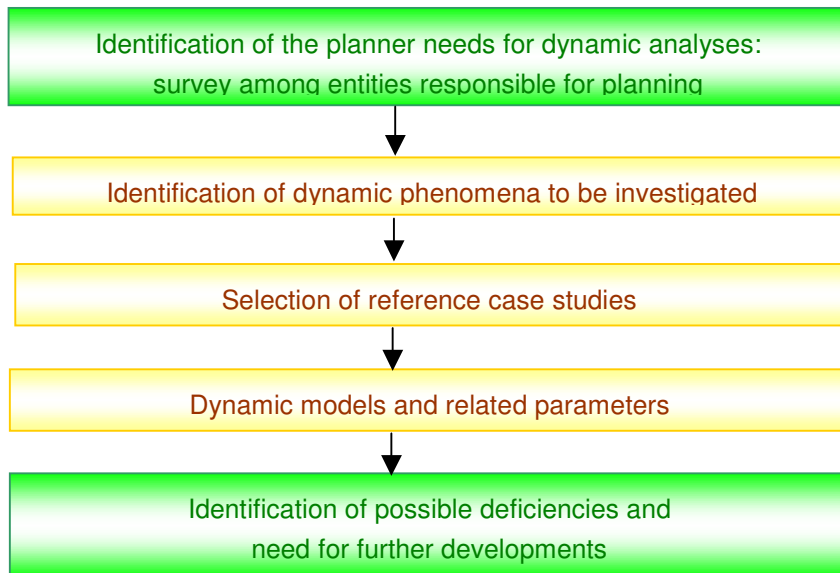 Identification of the planner needs for dynamic analyses:
survey among entities responsible for planning
Identification of dynamic phenomena to be investigated
Selection of reference case studies
Dynamic models and related parameters
Identification of possible deficiencies and
need for further developments